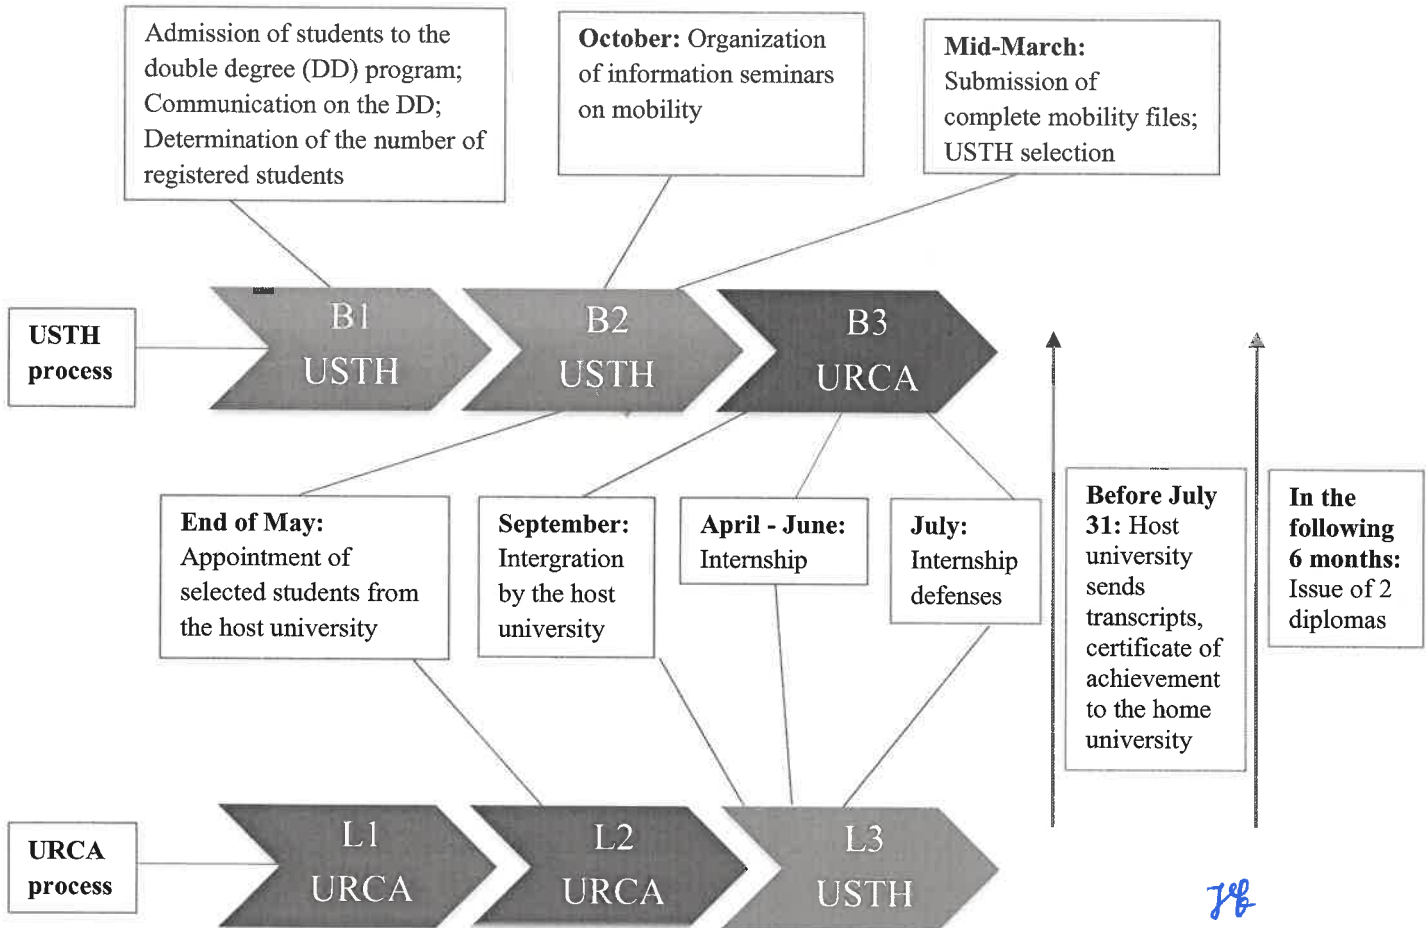 Admission of students to the
double degree (DD) program;
Communication on the DD;
Determination of the number of
registered students
October: Organization
of information seminars
on mobility
Mid-March:
Submission of
complete mobility files;
USTH selection
USTH
process
B1
USTH
B2
USTH
B3
URCA
End of May:
Appointment of
selected students from
the host university
September:
Intergration
by the host
university
April - June:
Internship
July:
Internship
defenses
Before July
31: Host
university
sends
transcripts,
certificate of
achievement
to the home
university
In the
following
6 months:
Issue of 2
diplomas
URCA
process
L1
URCA
L2
URCA
L3
USTH